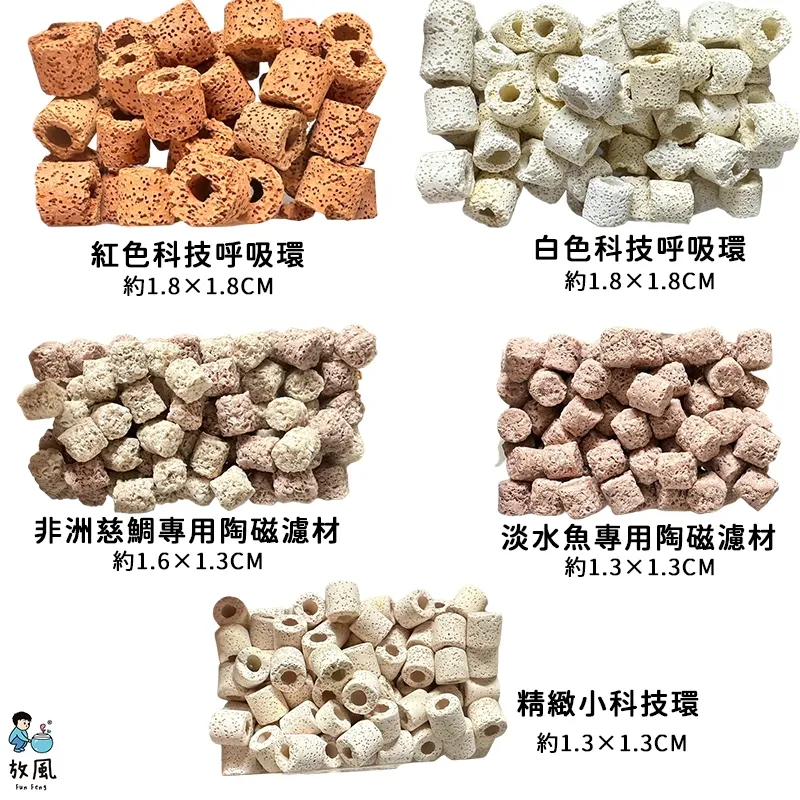 紅色科技呼吸環
約1.8×1.8CM
白色科技呼吸環
約1.8×1.8CM
非洲慈鯛專用陶磁濾材
約1.6×1.3CM
淡水魚專用陶磁濾材
約1.3×1.3CM
精緻小科技環
約1.3×1.3CM
放風
Fun Feng